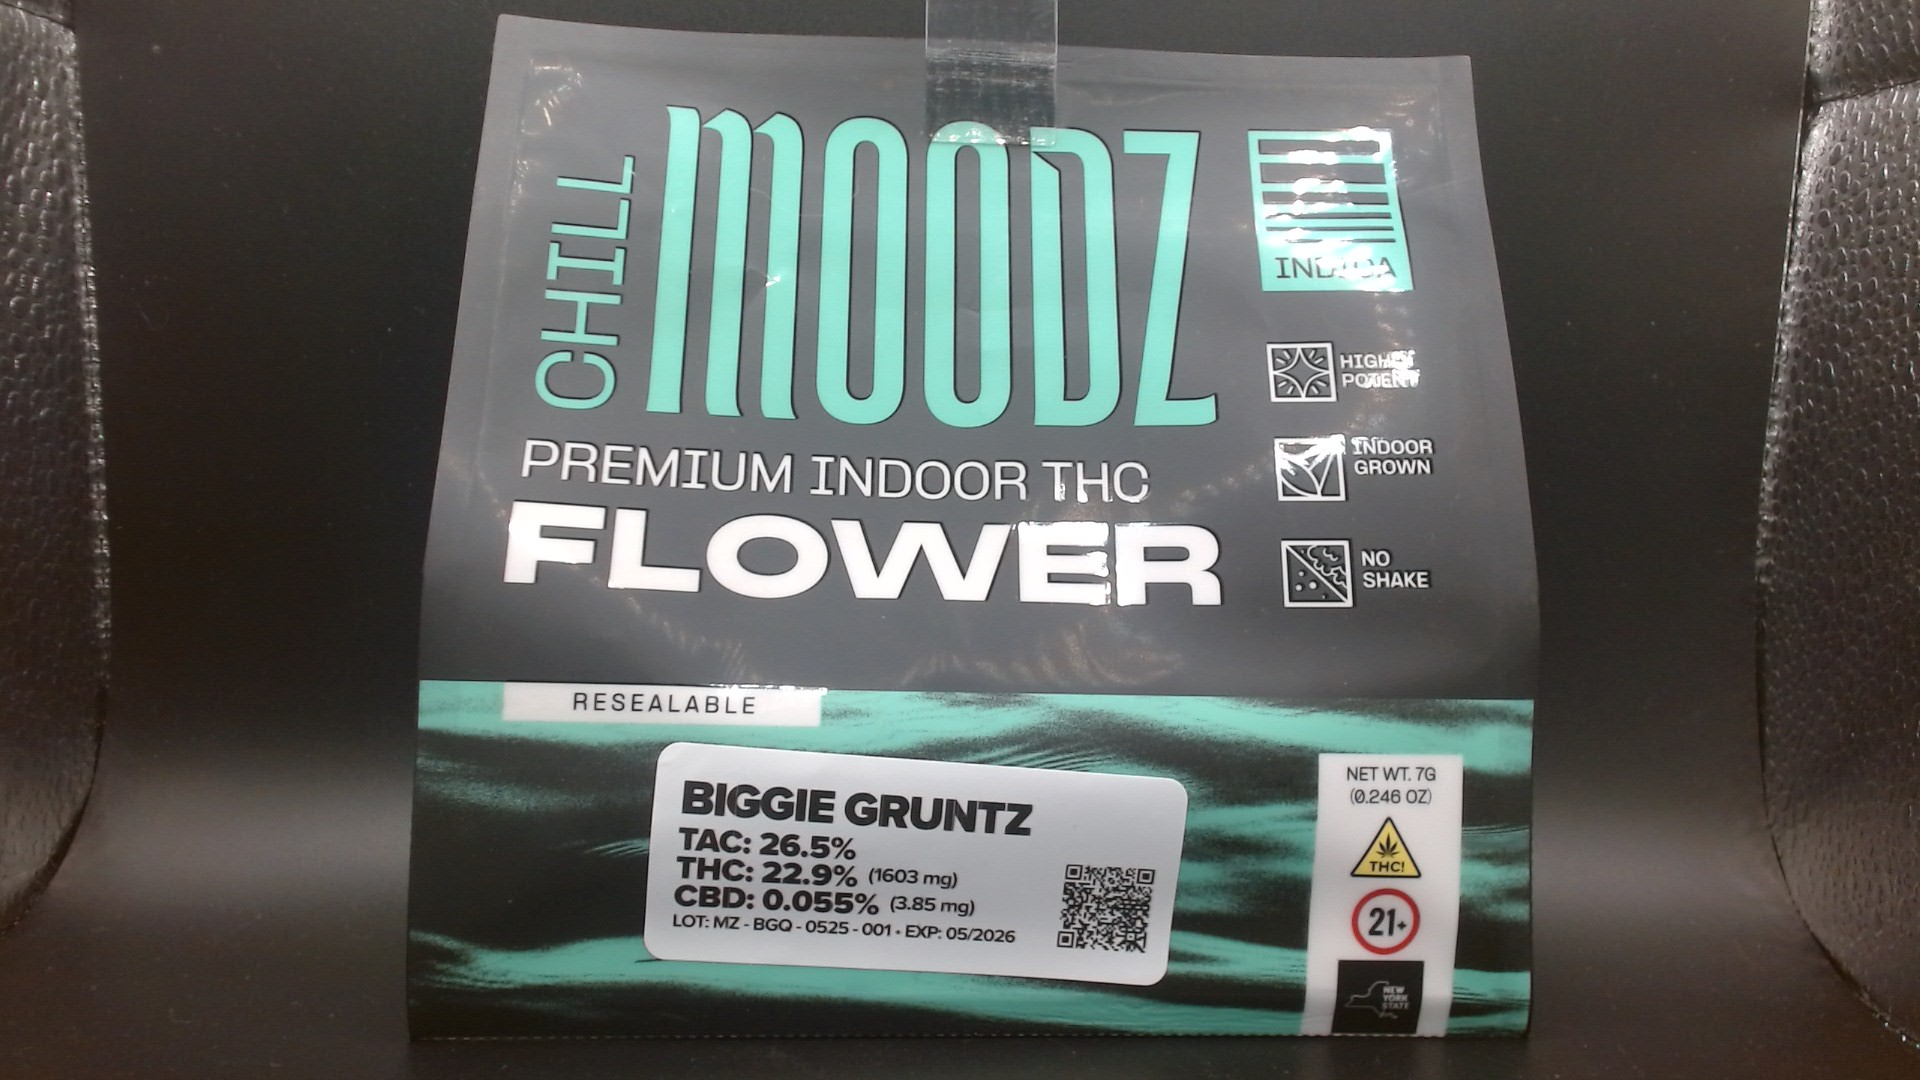 CHILL
MOODZ
INDICA
HIGHLY
POTENT
INDOOR
GROWN
NO
SHAKE
PREMIUM INDOOR THC
FLOWER
RESEALABLE
BIGGIE GRUNTZ
TAC: 26.5%
THC: 22.9% (1603 mg)
CBD: 0.055% (3.85 mg)
LOT: MZ - BGQ - 0525 - 001 • EXP: 05/2026
NET WT. 7G
(0.246 OZ)
THC!
21+
NEW
YORK
STATE